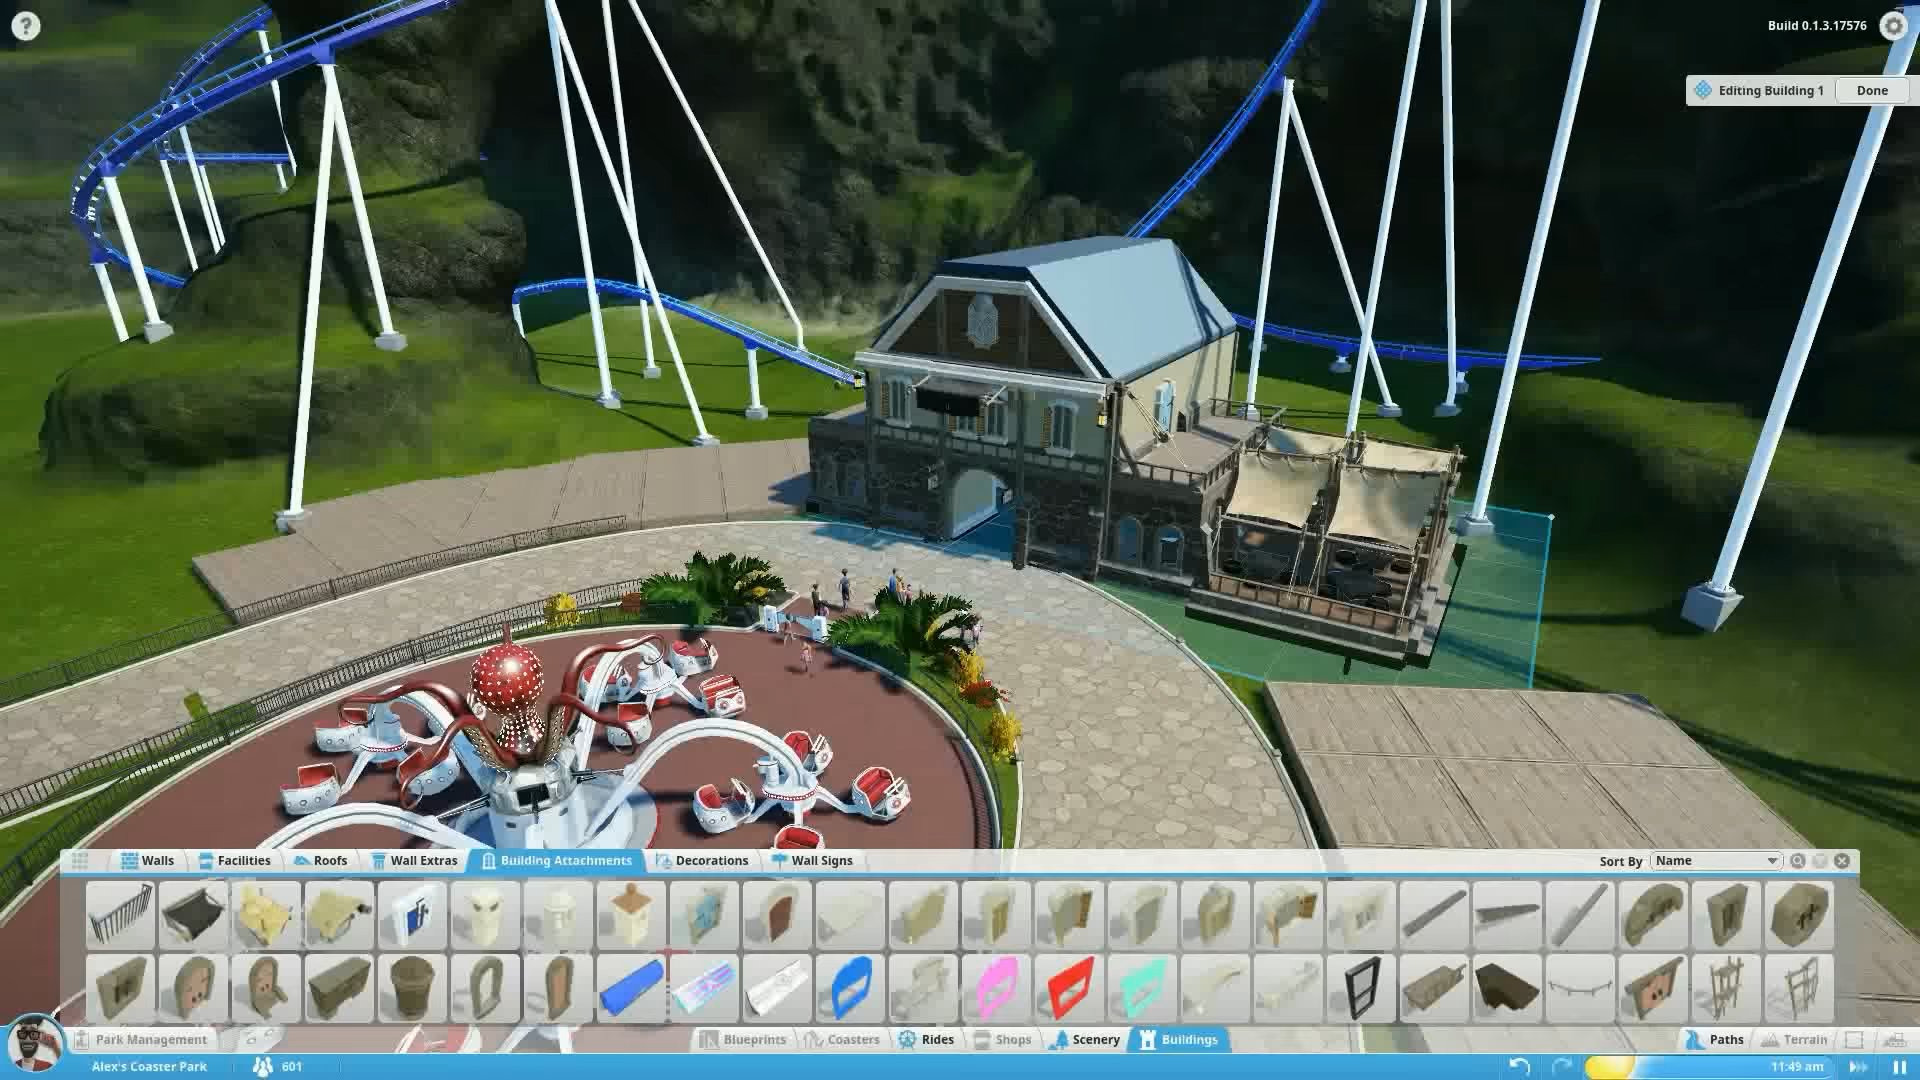 ?
Build 0.1.3.17576
Editing Building 1
Done
Walls
Facilities
Roofs
Wall Extras
Building Attachments
Decorations
Wall Signs
Sort By
Name
Park Management
Blueprints
Coasters
Rides
Shops
Scenery
Buildings
Paths
Terrain
Alex's Coaster Park
601
11:49 am